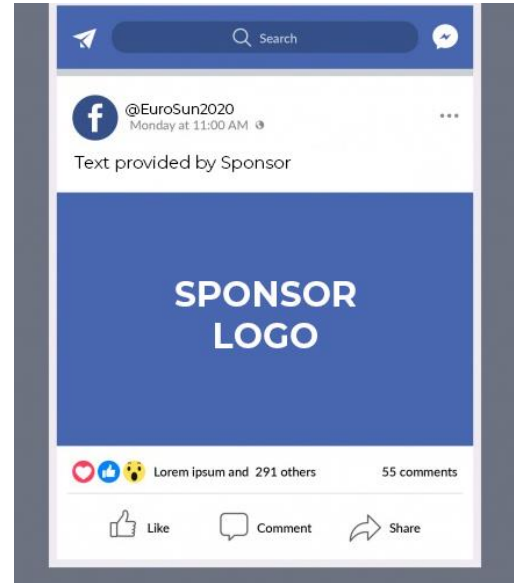 Search
@EuroSun2020
Monday at 11:00 AM
Text provided by Sponsor
SPONSOR
LOGO
Lorem ipsum and 291 others 55 comments
Like Comment Share